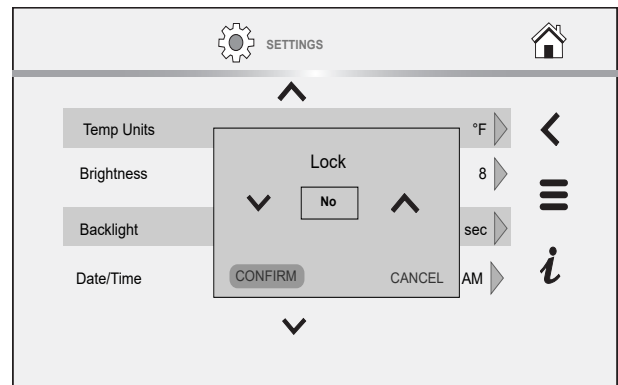 SETTINGS
Temp Units °F
Lock
Brightness 8
No
Backlight sec
CONFIRM CANCEL
Date/Time AM
i